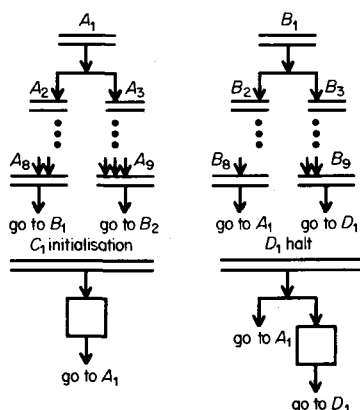 A1 B1
A2 A3 B2 B3
A8 A9 B8 B9
go to B1 go to B2 go to A1 go to D1
C1 initialisation D1 halt
go to A1
go to A1
go to D1